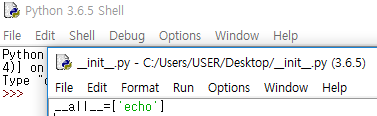 Python 3.6.5 Shell
File Edit Shell Debug Options Window Help
Python
4)] on
Type "
>>>
__init__.py - C:/Users/USER/Desktop/__init__.py (3.6.5)
File Edit Format Run Options Window Help
__all__=['echo']